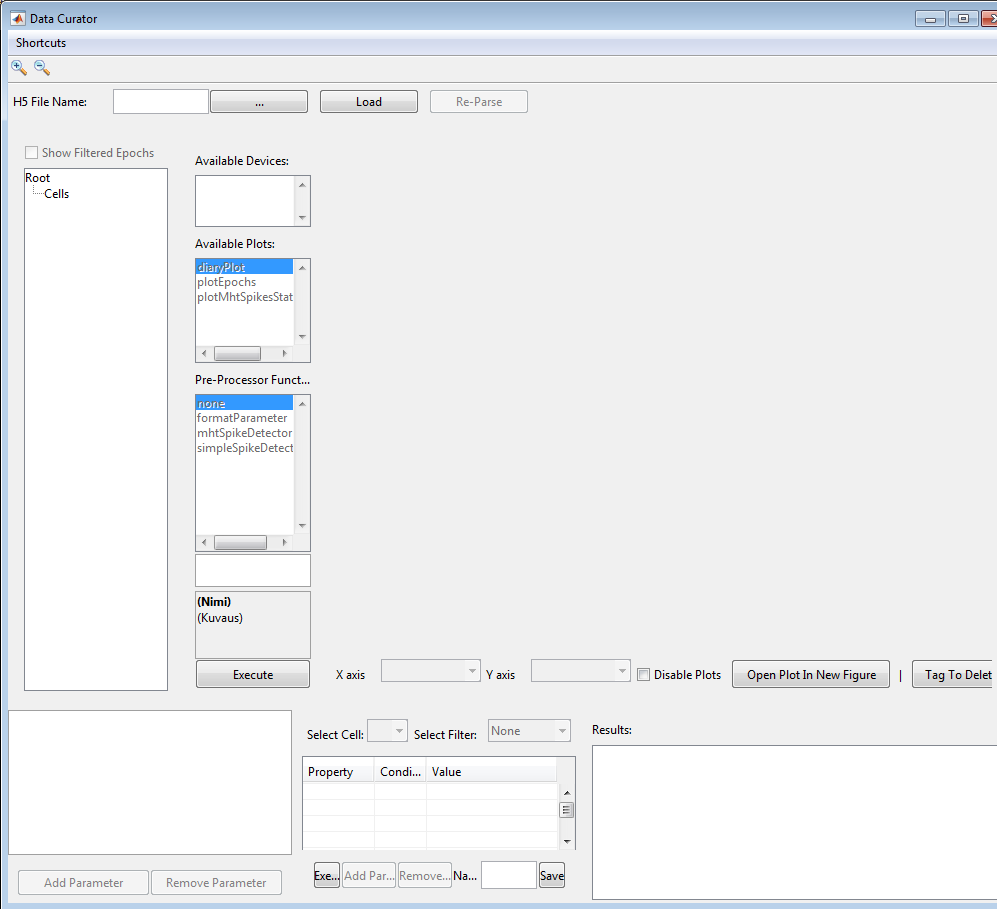 Data Curator
Shortcuts
H5 File Name: ... Load Re-Parse
Show Filtered Epochs
Root
Cells
Available Devices:
Available Plots:
diaryPlot
plotEpochs
plotMhtSpikesStat
Pre-Processor Funct...
none
formatParameter
mhtSpikeDetector
simpleSpikeDetect
(Nimi)
(Kuvaus)
Execute X axis Y axis Disable Plots Open Plot In New Figure | Tag To Delet
Select Cell: Select Filter: None
Property Condi... Value
Exe... Add Par... Remove... Na... Save
Results:
Add Parameter Remove Parameter